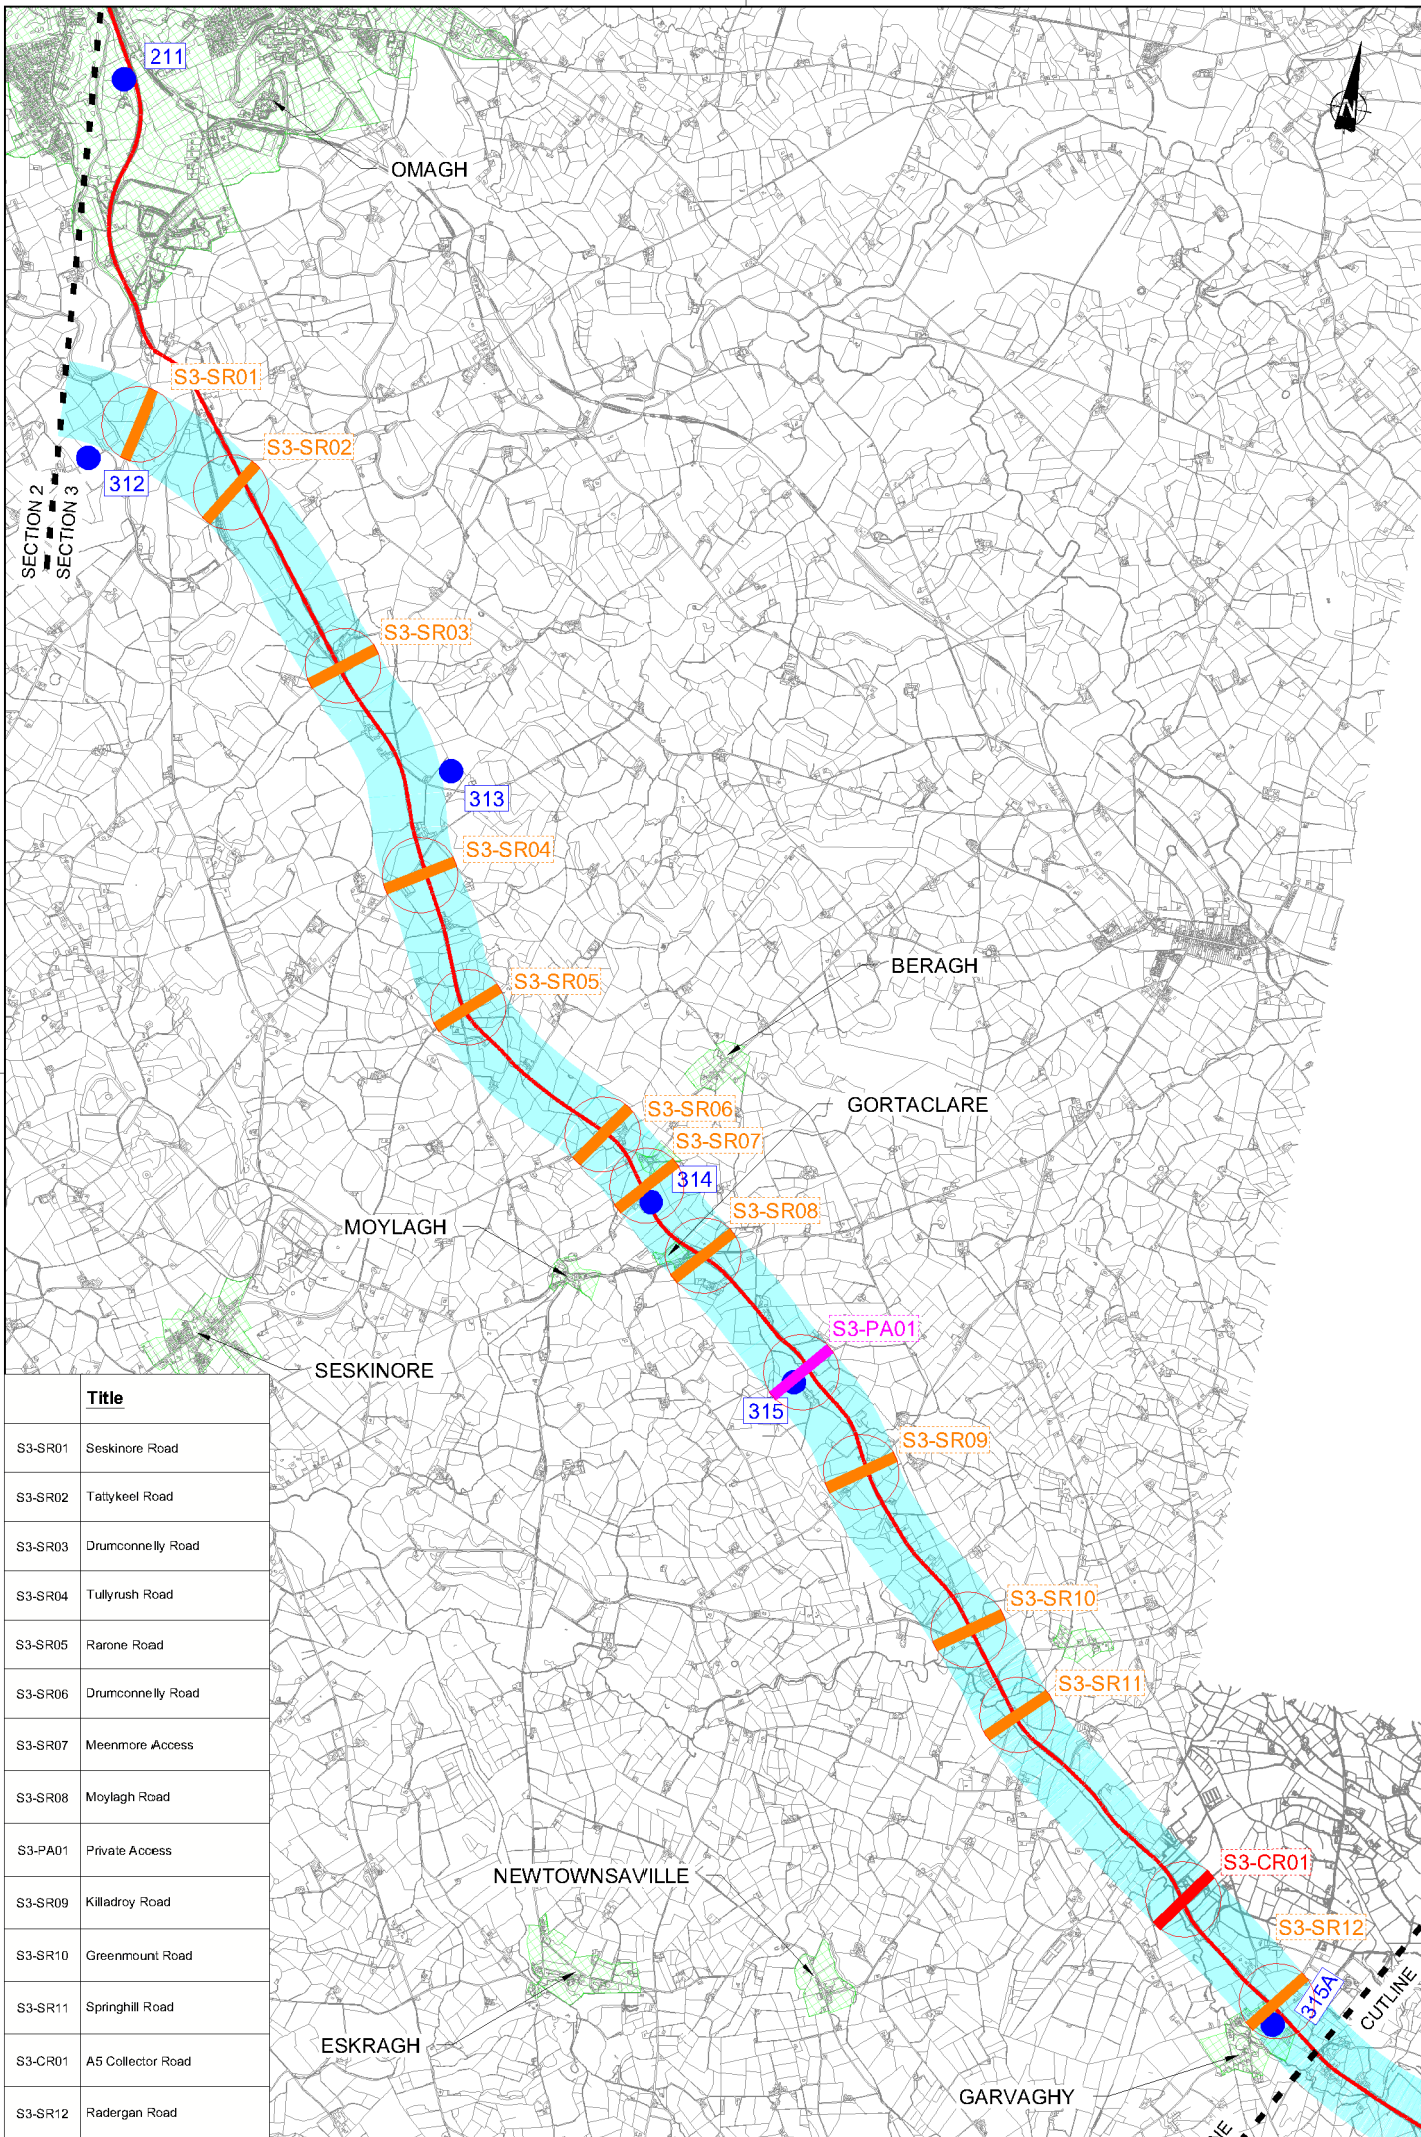 211
N
OMAGH
S3-SR01
S3-SR02
312
SECTION 2
SECTION 3
S3-SR03
313
S3-SR04
BERAGH
S3-SR05
GORTACLARE
S3-SR06
S3-SR07
314
S3-SR08
MOYLAGH
S3-PA01
SESKINORE
315
S3-SR09
Title
S3-SR01 Seskinore Road
S3-SR02 Tattykeel Road
S3-SR03 Drumconnelly Road
S3-SR04 Tullyrush Road
S3-SR05 Rarone Road
S3-SR06 Drumconnelly Road
S3-SR07 Meenmore Access
S3-SR08 Moylagh Road
S3-PA01 Private Access
S3-SR09 Killadroy Road
S3-SR10 Greenmount Road
S3-SR11 Springhill Road
S3-CR01 A5 Collector Road
S3-SR12 Radergan Road
S3-SR10
S3-SR11
S3-CR01
NEWTOWNSAVILLE
S3-SR12
315A
CUTLINE
ESKRAGH
GARVAGHY
NE